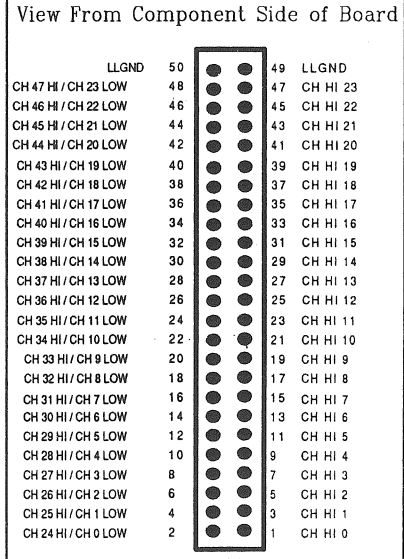 View From Component Side of Board
LLGND 50 49 LLGND
CH 47 HI / CH 23 LOW 48 47 CH HI 23
CH 46 HI / CH 22 LOW 46 45 CH HI 22
CH 45 HI / CH 21 LOW 44 43 CH HI 21
CH 44 HI / CH 20 LOW 42 41 CH HI 20
CH 43 HI / CH 19 LOW 40 39 CH HI 19
CH 42 HI / CH 18 LOW 38 37 CH HI 18
CH 41 HI / CH 17 LOW 36 35 CH HI 17
CH 40 HI / CH 16 LOW 34 33 CH HI 16
CH 39 HI / CH 15 LOW 32 31 CH HI 15
CH 38 HI / CH 14 LOW 30 29 CH HI 14
CH 37 HI / CH 13 LOW 28 27 CH HI 13
CH 36 HI / CH 12 LOW 26 25 CH HI 12
CH 35 HI / CH 11 LOW 24 23 CH HI 11
CH 34 HI / CH 10 LOW 22 21 CH HI 10
CH 33 HI / CH 9 LOW 20 19 CH HI 9
CH 32 HI / CH 8 LOW 18 17 CH HI 8
CH 31 HI / CH 7 LOW 16 15 CH HI 7
CH 30 HI / CH 6 LOW 14 13 CH HI 6
CH 29 HI / CH 5 LOW 12 11 CH HI 5
CH 28 HI / CH 4 LOW 10 9 CH HI 4
CH 27 HI / CH 3 LOW 8 7 CH HI 3
CH 26 HI / CH 2 LOW 6 5 CH HI 2
CH 25 HI / CH 1 LOW 4 3 CH HI 1
CH 24 HI / CH 0 LOW 2 1 CH HI 0